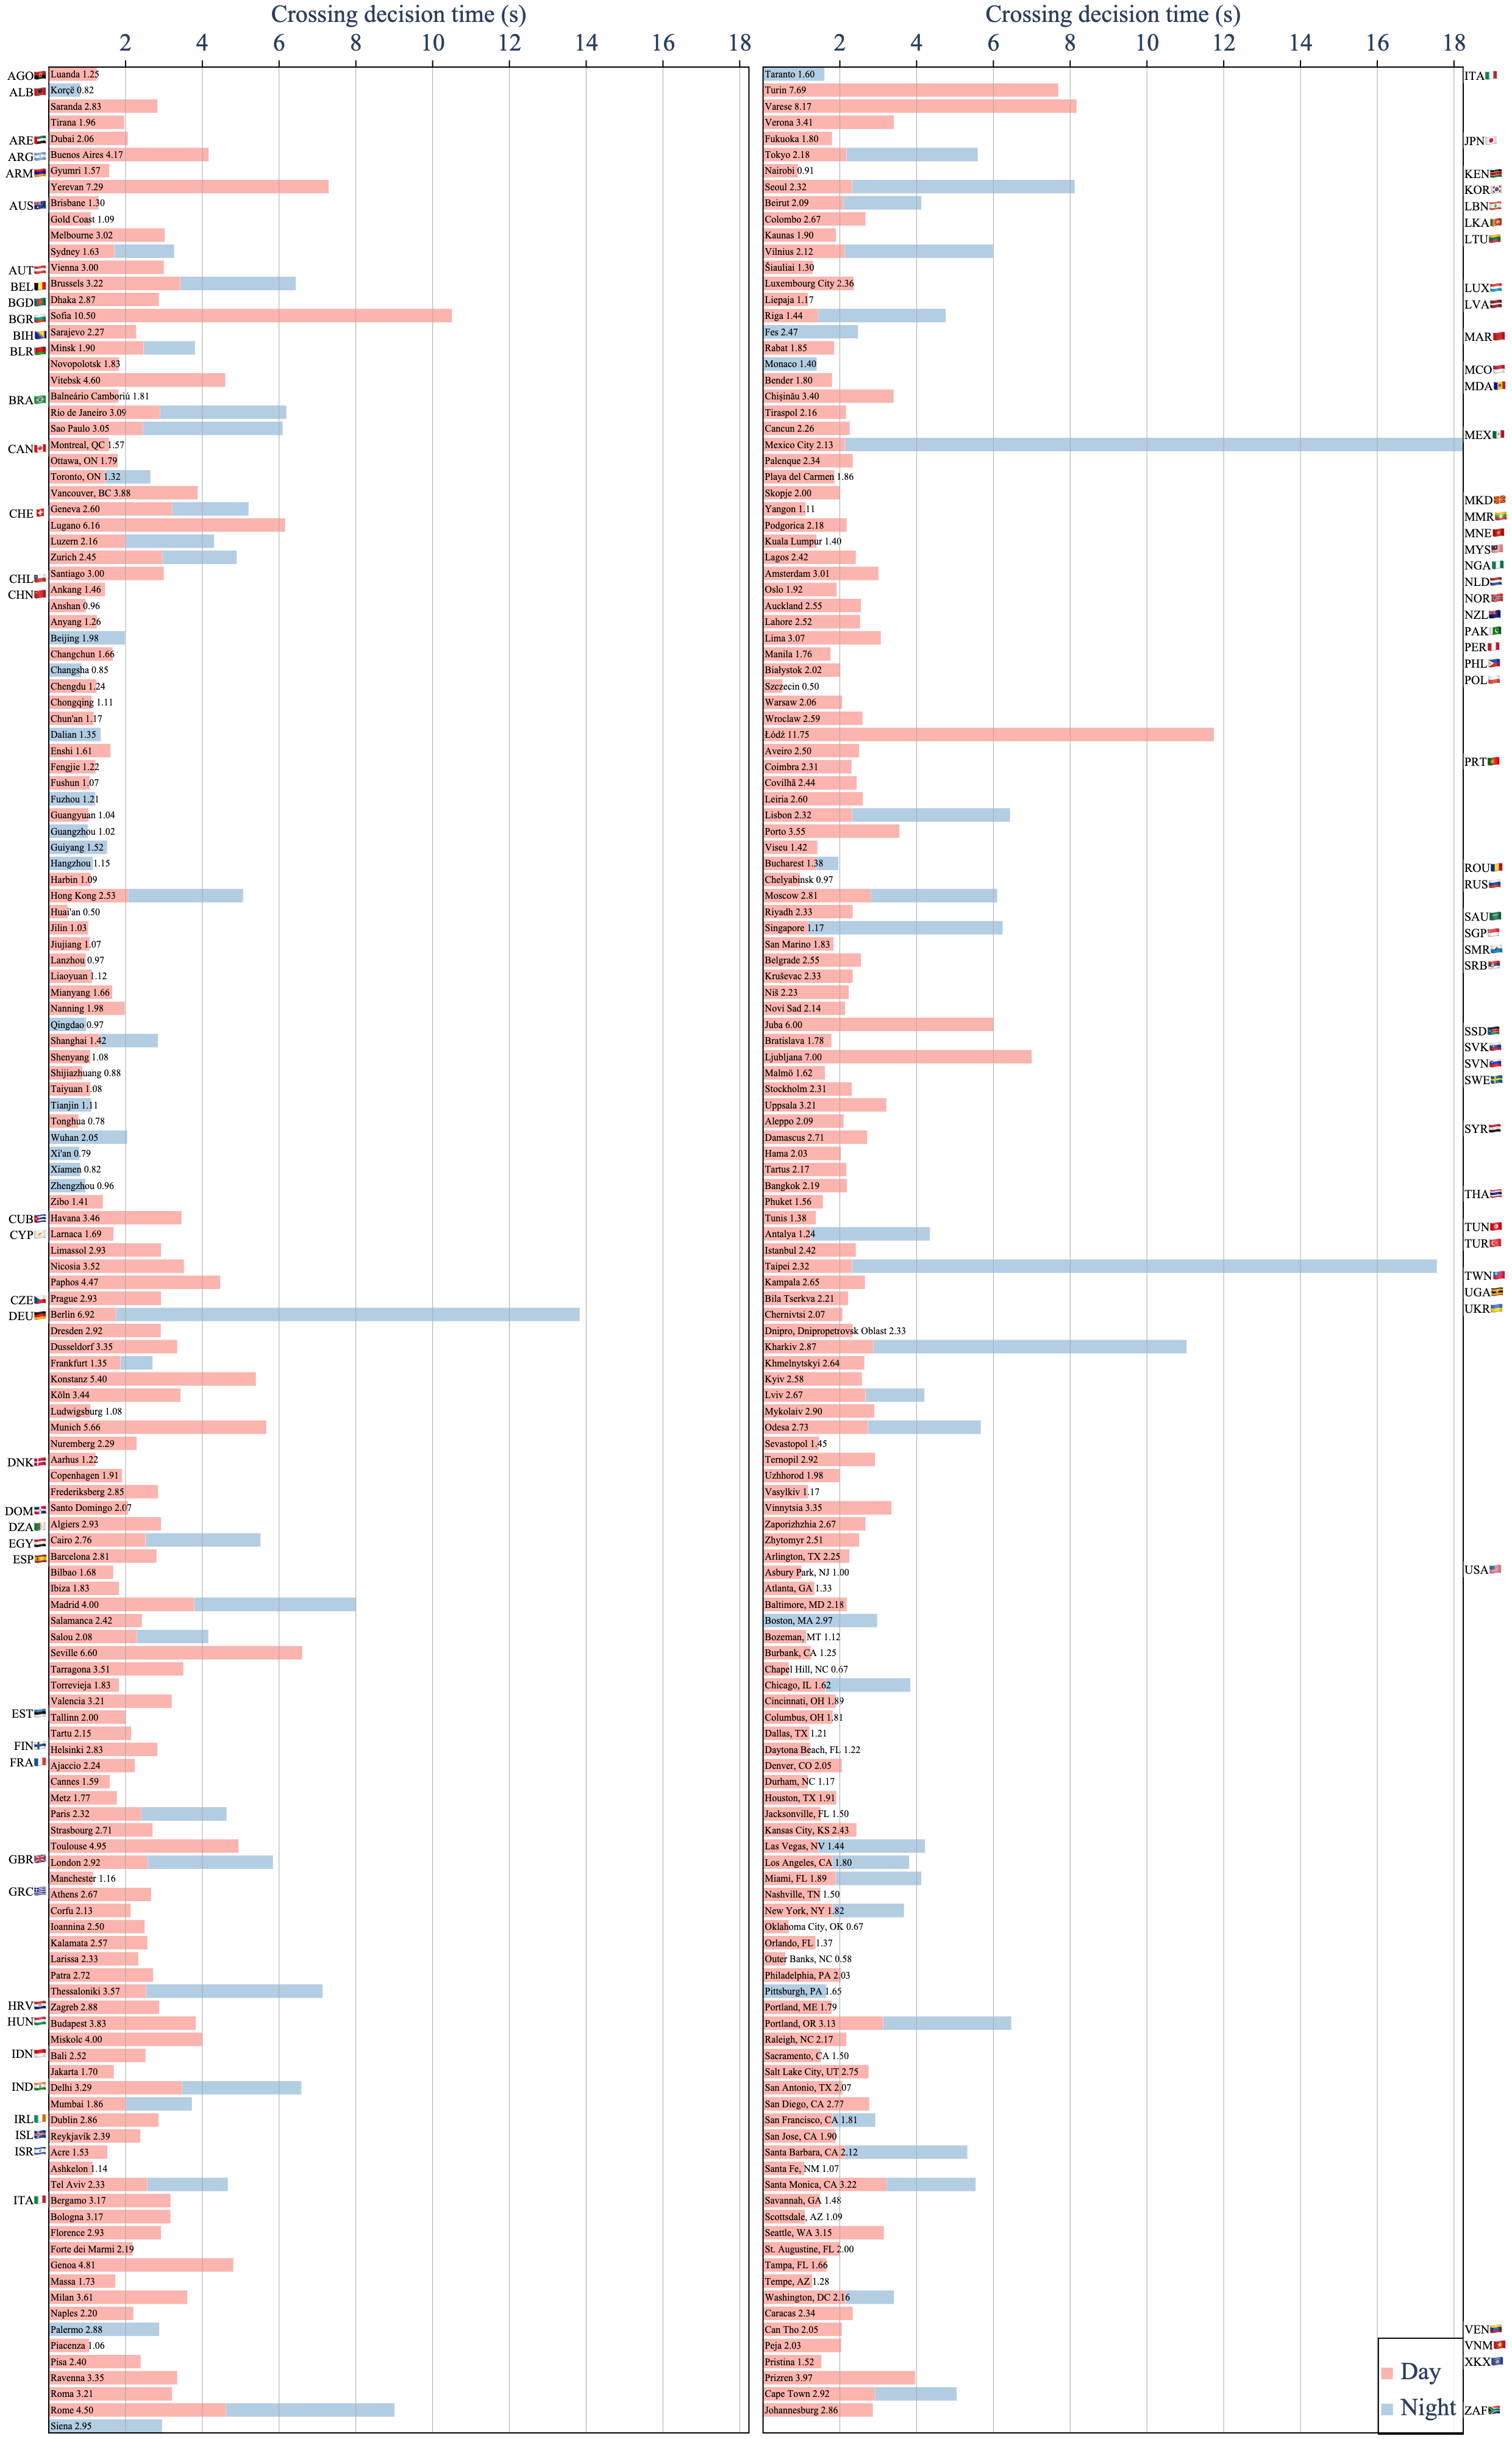 Crossing decision time (s)
2 4 6 8 10 12 14 16 18
AGO Luanda 1.25
ALB Korçë 0.82
Saranda 2.83
Tirana 1.96
ARE Dubai 2.06
ARG Buenos Aires 4.17
ARM Gyumri 1.57
Yerevan 7.29
AUS Brisbane 1.30
Gold Coast 1.09
Melbourne 3.02
Sydney 1.63
AUT Vienna 3.00
BEL Brussels 3.22
BGD Dhaka 2.87
BGR Sofia 10.50
BIH Sarajevo 2.27
BLR Minsk 1.90
Novopolotsk 1.83
Vitebsk 4.60
BRA Balneário Camboriú 1.81
Rio de Janeiro 3.09
Sao Paulo 3.05
CAN Montreal, QC 1.57
Ottawa, ON 1.79
Toronto, ON 1.32
Vancouver, BC 3.88
CHE Geneva 2.60
Lugano 6.16
Luzern 2.16
Zurich 2.45
CHL Santiago 3.00
CHN Ankang 1.46
Anshan 0.96
Anyang 1.26
Beijing 1.98
Changchun 1.66
Changsha 0.85
Chengdu 1.24
Chongqing 1.11
Chun'an 1.17
Dalian 1.35
Enshi 1.61
Fengjie 1.22
Fushun 1.07
Fuzhou 1.21
Guangyuan 1.04
Guangzhou 1.02
Guiyang 1.52
Hangzhou 1.15
Harbin 1.09
Hong Kong 2.53
Huai'an 0.50
Jilin 1.03
Jiujiang 1.07
Lanzhou 0.97
Liaoyuan 1.12
Mianyang 1.66
Nanning 1.98
Qingdao 0.97
Shanghai 1.42
Shenyang 1.08
Shijiazhuang 0.88
Taiyuan 1.08
Tianjin 1.11
Tonghua 0.78
Wuhan 2.05
Xi'an 0.79
Xiamen 0.82
Zhengzhou 0.96
Zibo 1.41
CUB Havana 3.46
CYP Larnaca 1.69
Limassol 2.93
Nicosia 3.52
Paphos 4.47
CZE Prague 2.93
DEU Berlin 6.92
Dresden 2.92
Dusseldorf 3.35
Frankfurt 1.35
Konstanz 5.40
Köln 3.44
Ludwigsburg 1.08
Munich 5.66
Nuremberg 2.29
DNK Aarhus 1.22
Copenhagen 1.91
Frederiksberg 2.85
DOM Santo Domingo 2.07
DZA Algiers 2.93
EGY Cairo 2.76
ESP Barcelona 2.81
Bilbao 1.68
Ibiza 1.83
Madrid 4.00
Salamanca 2.42
Salou 2.08
Seville 6.60
Tarragona 3.51
Torrevieja 1.83
Valencia 3.21
EST Tallinn 2.00
Tartu 2.15
FIN Helsinki 2.83
FRA Ajaccio 2.24
Cannes 1.59
Metz 1.77
Paris 2.32
Strasbourg 2.71
Toulouse 4.95
GBR London 2.92
Manchester 1.16
GRC Athens 2.67
Corfu 2.13
Ioannina 2.50
Kalamata 2.57
Larissa 2.33
Patra 2.72
Thessaloniki 3.57
HRV Zagreb 2.88
HUN Budapest 3.83
Miskolc 4.00
IDN Bali 2.52
Jakarta 1.70
IND Delhi 3.29
Mumbai 1.86
IRL Dublin 2.86
ISL Reykjavík 2.39
ISR Acre 1.53
Ashkelon 1.14
Tel Aviv 2.33
ITA Bergamo 3.17
Bologna 3.17
Florence 2.93
Forte dei Marmi 2.19
Genoa 4.81
Massa 1.73
Milan 3.61
Naples 2.20
Palermo 2.88
Piacenza 1.06
Pisa 2.40
Ravenna 3.35
Roma 3.21
Rome 4.50
Siena 2.95
Crossing decision time (s)
2 4 6 8 10 12 14 16 18
Taranto 1.60 ITA
Turin 7.69
Varese 8.17
Verona 3.41
Fukuoka 1.80 JPN
Tokyo 2.18
Nairobi 0.91 KEN
Seoul 2.32 KOR
Beirut 2.09 LBN
Colombo 2.67 LKA
Kaunas 1.90 LTU
Vilnius 2.12
Šiauliai 1.30
Luxembourg City 2.36 LUX
Liepaja 1.17 LVA
Riga 1.44
Fes 2.47 MAR
Rabat 1.85
Monaco 1.40 MCO
Bender 1.80 MDA
Chișinău 3.40
Tiraspol 2.16
Cancun 2.26 MEX
Mexico City 2.13
Palenque 2.34
Playa del Carmen 1.86
Skopje 2.00 MKD
Yangon 1.11 MMR
Podgorica 2.18 MNE
Kuala Lumpur 1.40 MYS
Lagos 2.42 NGA
Amsterdam 3.01 NLD
Oslo 1.92 NOR
Auckland 2.55 NZL
Lahore 2.52 PAK
Lima 3.07 PER
Manila 1.76 PHL
Białystok 2.02 POL
Szczecin 0.50
Warsaw 2.06
Wroclaw 2.59
Łódź 11.75
Aveiro 2.50 PRT
Coimbra 2.31
Covilhã 2.44
Leiria 2.60
Lisbon 2.32
Porto 3.55
Viseu 1.42
Bucharest 1.38 ROU
Chelyabinsk 0.97 RUS
Moscow 2.81
Riyadh 2.33 SAU
Singapore 1.17 SGP
San Marino 1.83 SMR
Belgrade 2.55 SRB
Kruševac 2.33
Niš 2.23
Novi Sad 2.14
Juba 6.00 SSD
Bratislava 1.78 SVK
Ljubljana 7.00 SVN
Malmö 1.62 SWE
Stockholm 2.31
Uppsala 3.21
Aleppo 2.09 SYR
Damascus 2.71
Hama 2.03
Tartus 2.17
Bangkok 2.19 THA
Phuket 1.56
Tunis 1.38 TUN
Antalya 1.24 TUR
Istanbul 2.42
Taipei 2.32 TWN
Kampala 2.65 UGA
Bila Tserkva 2.21 UKR
Chernivtsi 2.07
Dnipro, Dnipropetrovsk Oblast 2.33
Kharkiv 2.87
Khmelnytskyi 2.64
Kyiv 2.58
Lviv 2.67
Mykolaiv 2.90
Odesa 2.73
Sevastopol 1.45
Ternopil 2.92
Uzhhorod 1.98
Vasylkiv 1.17
Vinnytsia 3.35
Zaporizhzhia 2.67
Zhytomyr 2.51
Arlington, TX 2.25
Asbury Park, NJ 1.00 USA
Atlanta, GA 1.33
Baltimore, MD 2.18
Boston, MA 2.97
Bozeman, MT 1.12
Burbank, CA 1.25
Chapel Hill, NC 0.67
Chicago, IL 1.62
Cincinnati, OH 1.89
Columbus, OH 1.81
Dallas, TX 1.21
Daytona Beach, FL 1.22
Denver, CO 2.05
Durham, NC 1.17
Houston, TX 1.91
Jacksonville, FL 1.50
Kansas City, KS 2.43
Las Vegas, NV 1.44
Los Angeles, CA 1.80
Miami, FL 1.89
Nashville, TN 1.50
New York, NY 1.82
Oklahoma City, OK 0.67
Orlando, FL 1.37
Outer Banks, NC 0.58
Philadelphia, PA 2.03
Pittsburgh, PA 1.65
Portland, ME 1.79
Portland, OR 3.13
Raleigh, NC 2.17
Sacramento, CA 1.50
Salt Lake City, UT 2.75
San Antonio, TX 2.07
San Diego, CA 2.77
San Francisco, CA 1.81
San Jose, CA 1.90
Santa Barbara, CA 2.12
Santa Fe, NM 1.07
Santa Monica, CA 3.22
Savannah, GA 1.48
Scottsdale, AZ 1.09
Seattle, WA 3.15
St. Augustine, FL 2.00
Tampa, FL 1.66
Tempe, AZ 1.28
Washington, DC 2.16
Caracas 2.34 VEN
Can Tho 2.05 VNM
Peja 2.03 XKX
Pristina 1.52
Prizren 3.97
Cape Town 2.92 ZAF
Johannesburg 2.86
Day
Night